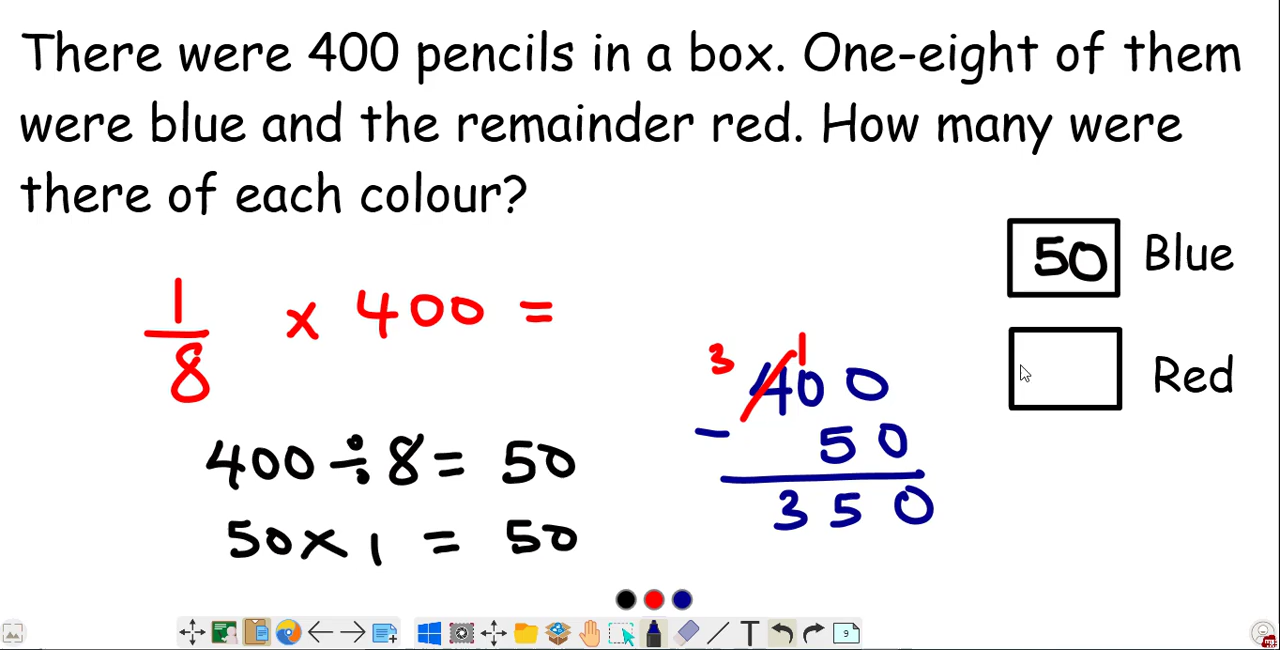 There were 400 pencils in a box. One-eight of them
were blue and the remainder red. How many were
there of each colour?
50 Blue
Red
1
8
× 400 =
400 ÷ 8 = 50
50 × 1 = 50
3 1
400
- 50
350
T
9